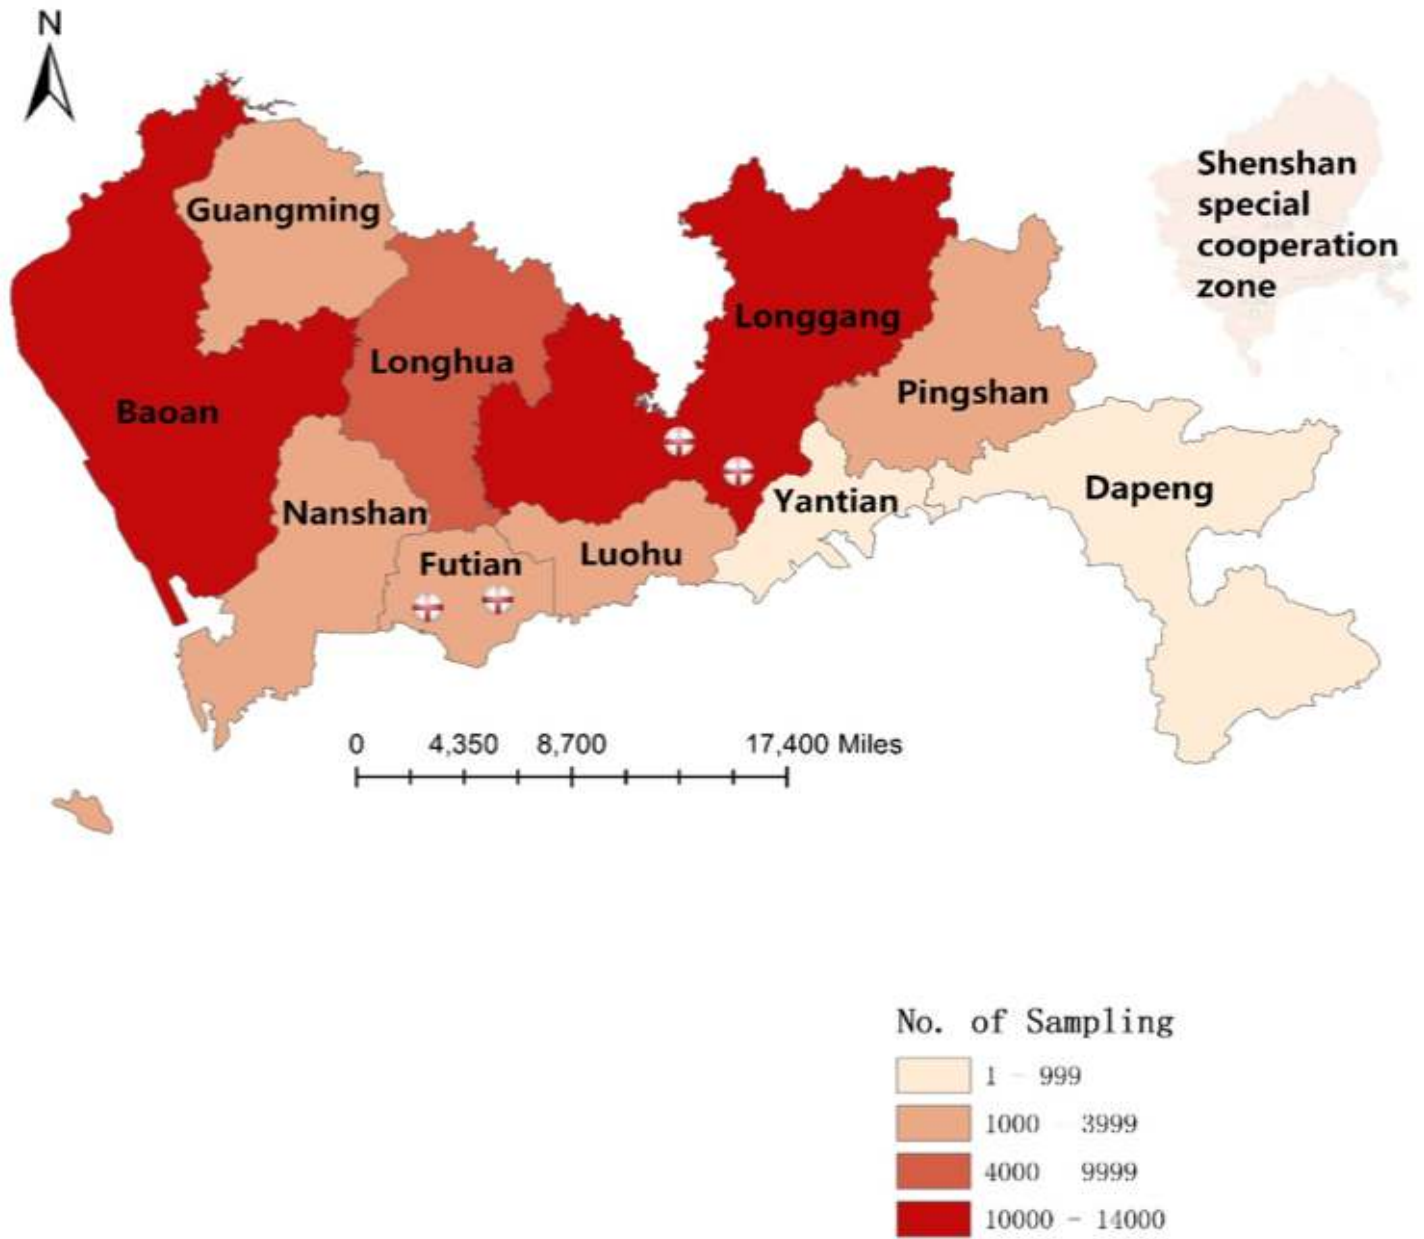 N
Shenshan
special
cooperation
zone
Guangming
Longgang
Longhua
Pingshan
Baoan
Dapeng
Yantian
Nanshan
Luohu
Futian
0 4,350 8,700 17,400 Miles
No. of Sampling
1 - 999
1000 3999
4000 9999
10000 - 14000